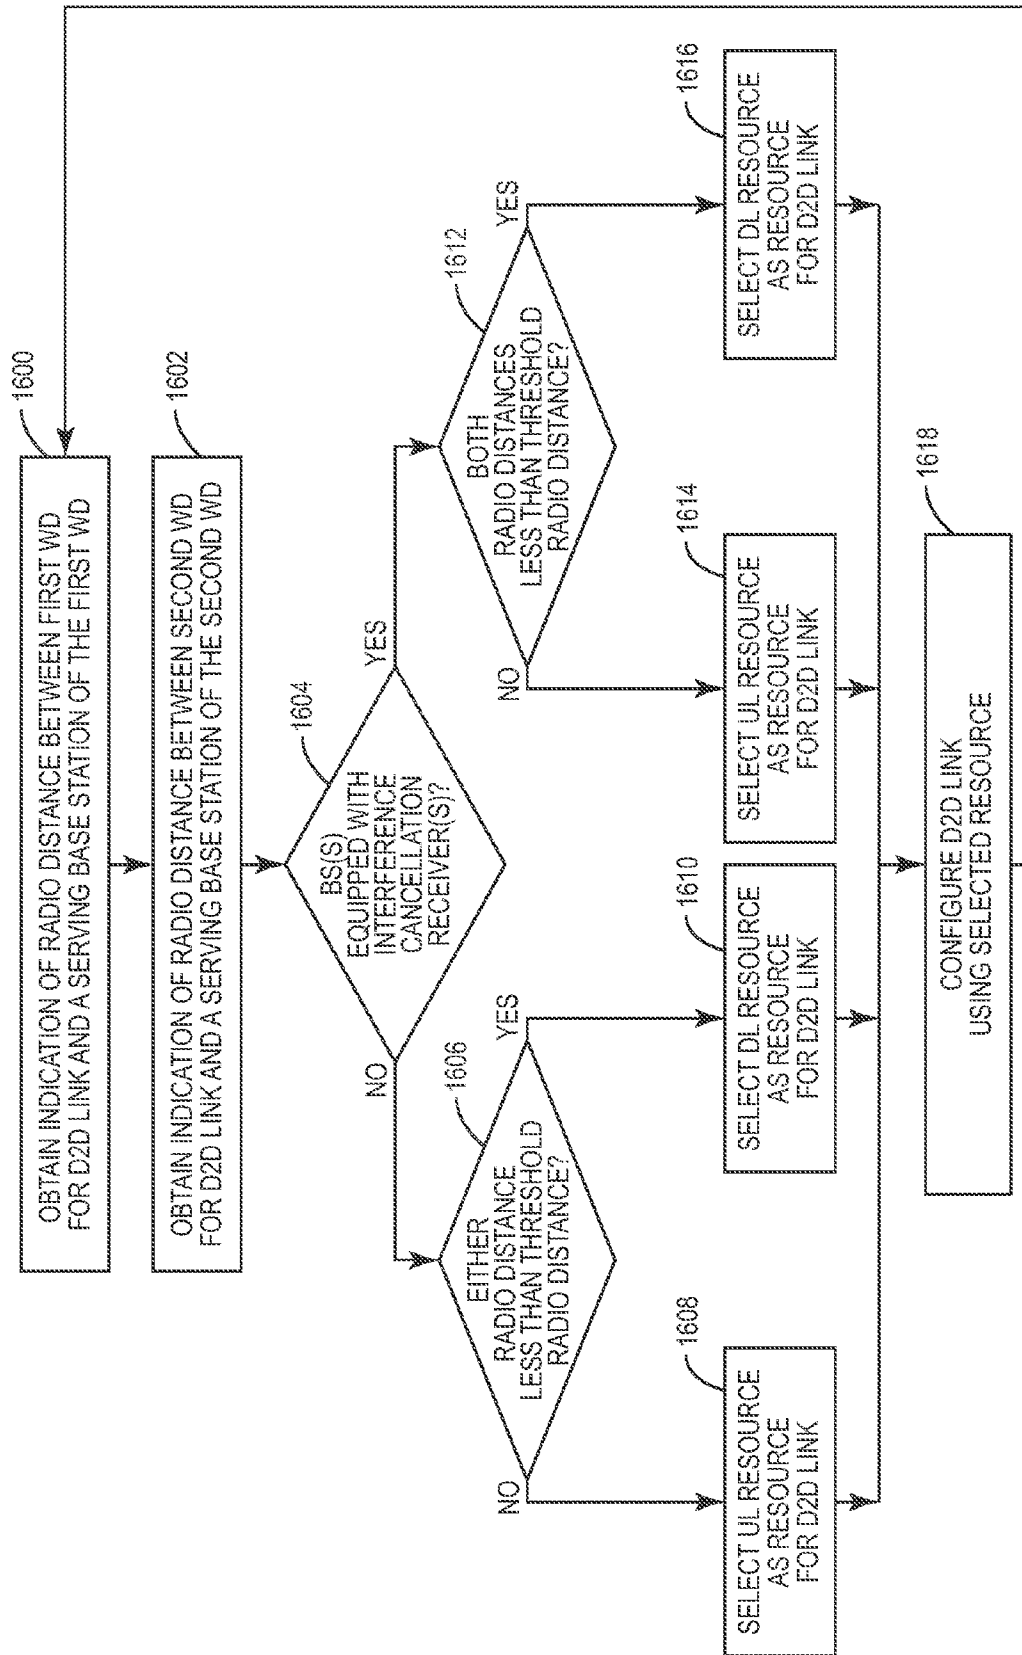 1600
OBTAIN INDICATION OF RADIO DISTANCE BETWEEN FIRST WD
FOR D2D LINK AND A SERVING BASE STATION OF THE FIRST WD
1602
OBTAIN INDICATION OF RADIO DISTANCE BETWEEN SECOND WD
FOR D2D LINK AND A SERVING BASE STATION OF THE SECOND WD
1604
BS(S)
EQUIPPED WITH
INTERFERENCE
CANCELLATION
RECEIVER(S)?
NO
YES
1606
EITHER
RADIO DISTANCE
LESS THAN THRESHOLD
RADIO DISTANCE?
NO
YES
1612
BOTH
RADIO DISTANCES
LESS THAN THRESHOLD
RADIO DISTANCE?
NO
YES
1608
SELECT UL RESOURCE
AS RESOURCE
FOR D2D LINK
1610
SELECT DL RESOURCE
AS RESOURCE
FOR D2D LINK
1614
SELECT UL RESOURCE
AS RESOURCE
FOR D2D LINK
1616
SELECT DL RESOURCE
AS RESOURCE
FOR D2D LINK
1618
CONFIGURE D2D LINK
USING SELECTED RESOURCE